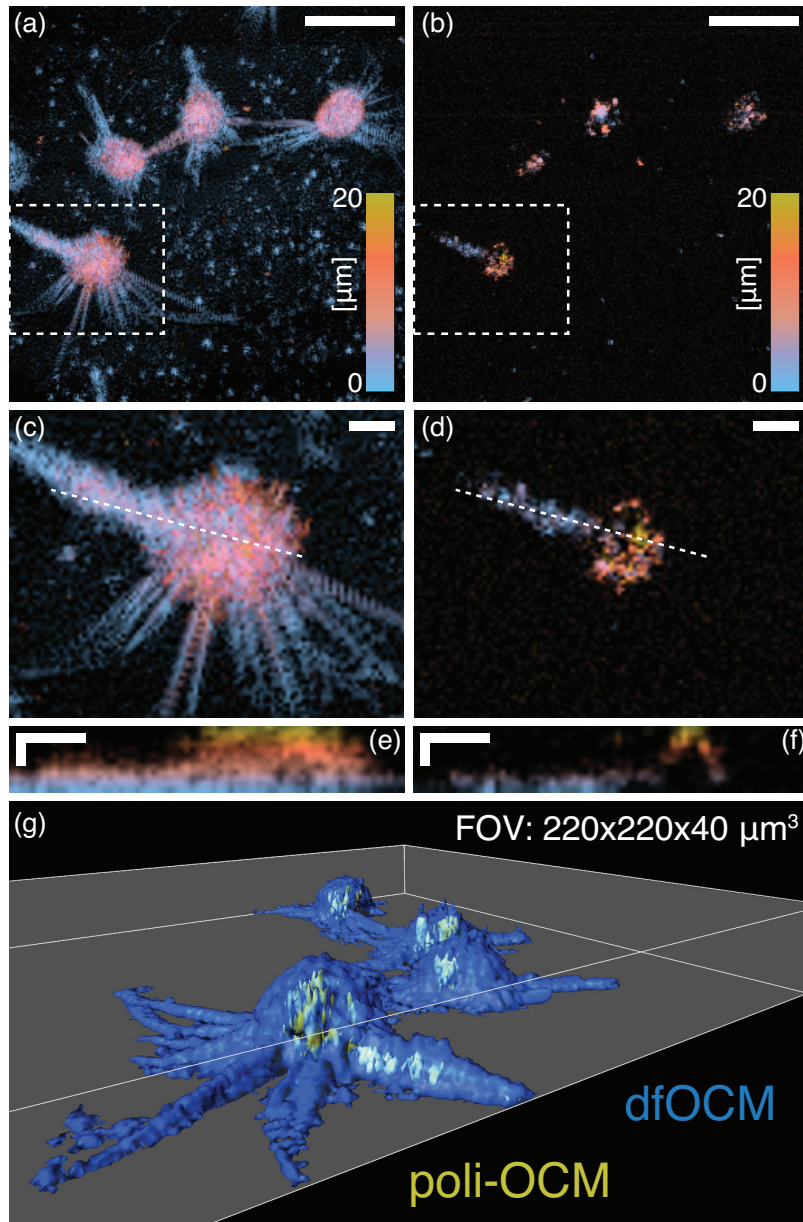 (a)
(b)
20
[µm]
0
20
[µm]
0
(c)
(d)
(e)
(f)
(g)
FOV: 220x220x40 µm³
dfOCM
poli-OCM